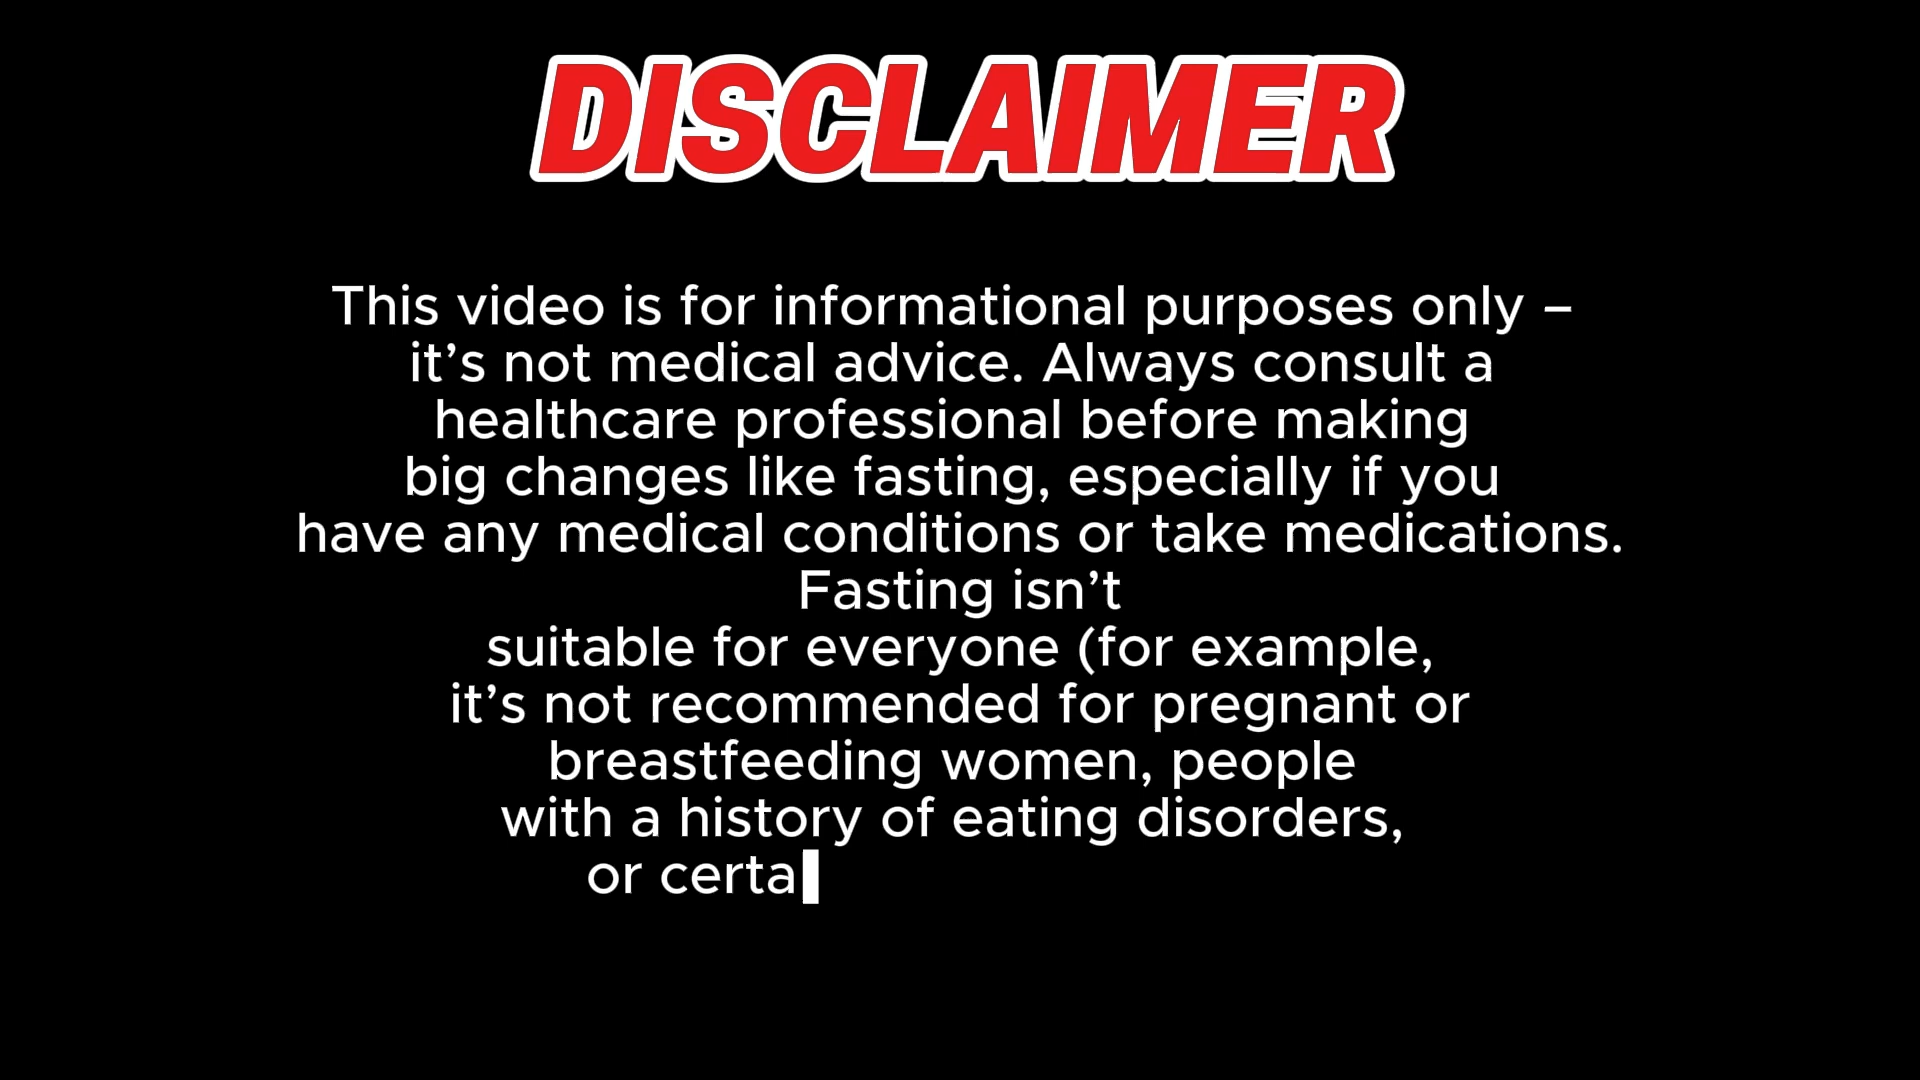 DISCLAIMER
This video is for informational purposes only –
it’s not medical advice. Always consult a
healthcare professional before making
big changes like fasting, especially if you
have any medical conditions or take medications.
Fasting isn’t
suitable for everyone (for example,
it’s not recommended for pregnant or
breastfeeding women, people
with a history of eating disorders,
or certa